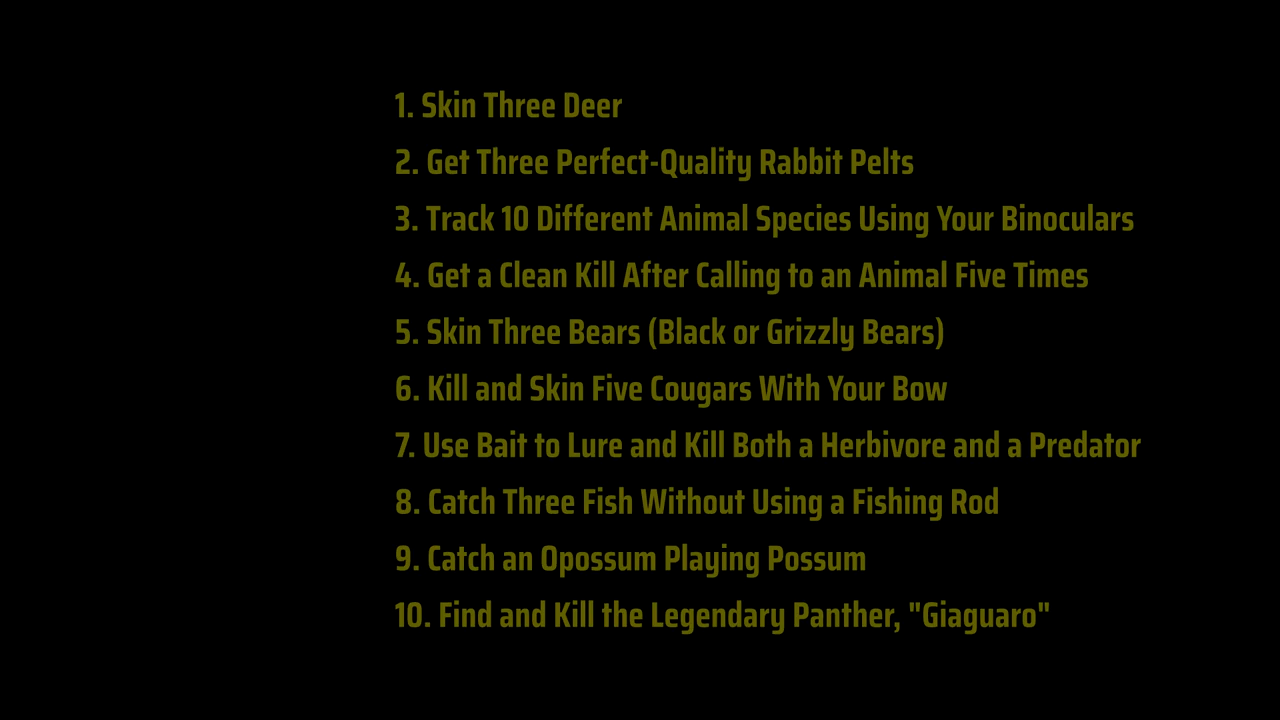 1. Skin Three Deer
2. Get Three Perfect-Quality Rabbit Pelts
3. Track 10 Different Animal Species Using Your Binoculars
4. Get a Clean Kill After Calling to an Animal Five Times
5. Skin Three Bears (Black or Grizzly Bears)
6. Kill and Skin Five Cougars With Your Bow
7. Use Bait to Lure and Kill Both a Herbivore and a Predator
8. Catch Three Fish Without Using a Fishing Rod
9. Catch an Opossum Playing Possum
10. Find and Kill the Legendary Panther, "Giaguaro"